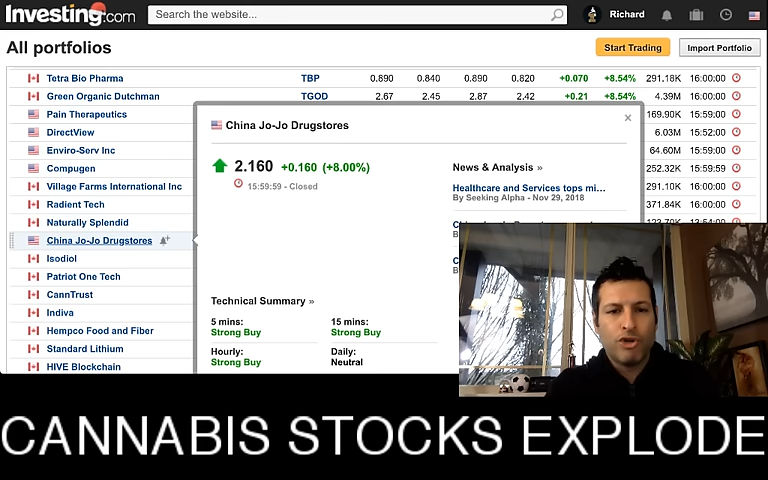 Investing.com
Search the website...
Richard
All portfolios
Start Trading
Import Portfolio
Tetra Bio Pharma TBP 0.890 0.840 0.890 0.820 +0.070 +8.54% 291.18K 16:00:00
Green Organic Dutchman TGOD 2.67 2.45 2.87 2.42 +0.21 +8.54% 4.39M 16:00:00
Pain Therapeutics 169.90K 15:59:00
DirectView 6.03M 15:52:00
Enviro-Serv Inc 64.60M 15:59:00
Compugen 252.32K 15:59:59
Village Farms International Inc 291.10K 16:00:00
Radient Tech 371.84K 16:00:00
Naturally Splendid
China Jo-Jo Drugstores
Isodiol
Patriot One Tech
CannTrust
Indiva
Hempco Food and Fiber
Standard Lithium
HIVE Blockchain
China Jo-Jo Drugstores
2.160 +0.160 (+8.00%)
15:59:59 - Closed
News & Analysis »
Healthcare and Services tops mi...
By Seeking Alpha - Nov 29, 2018
Technical Summary »
5 mins: 15 mins:
Strong Buy Strong Buy
Hourly: Daily:
Strong Buy Neutral
CANNABIS STOCKS EXPLODE